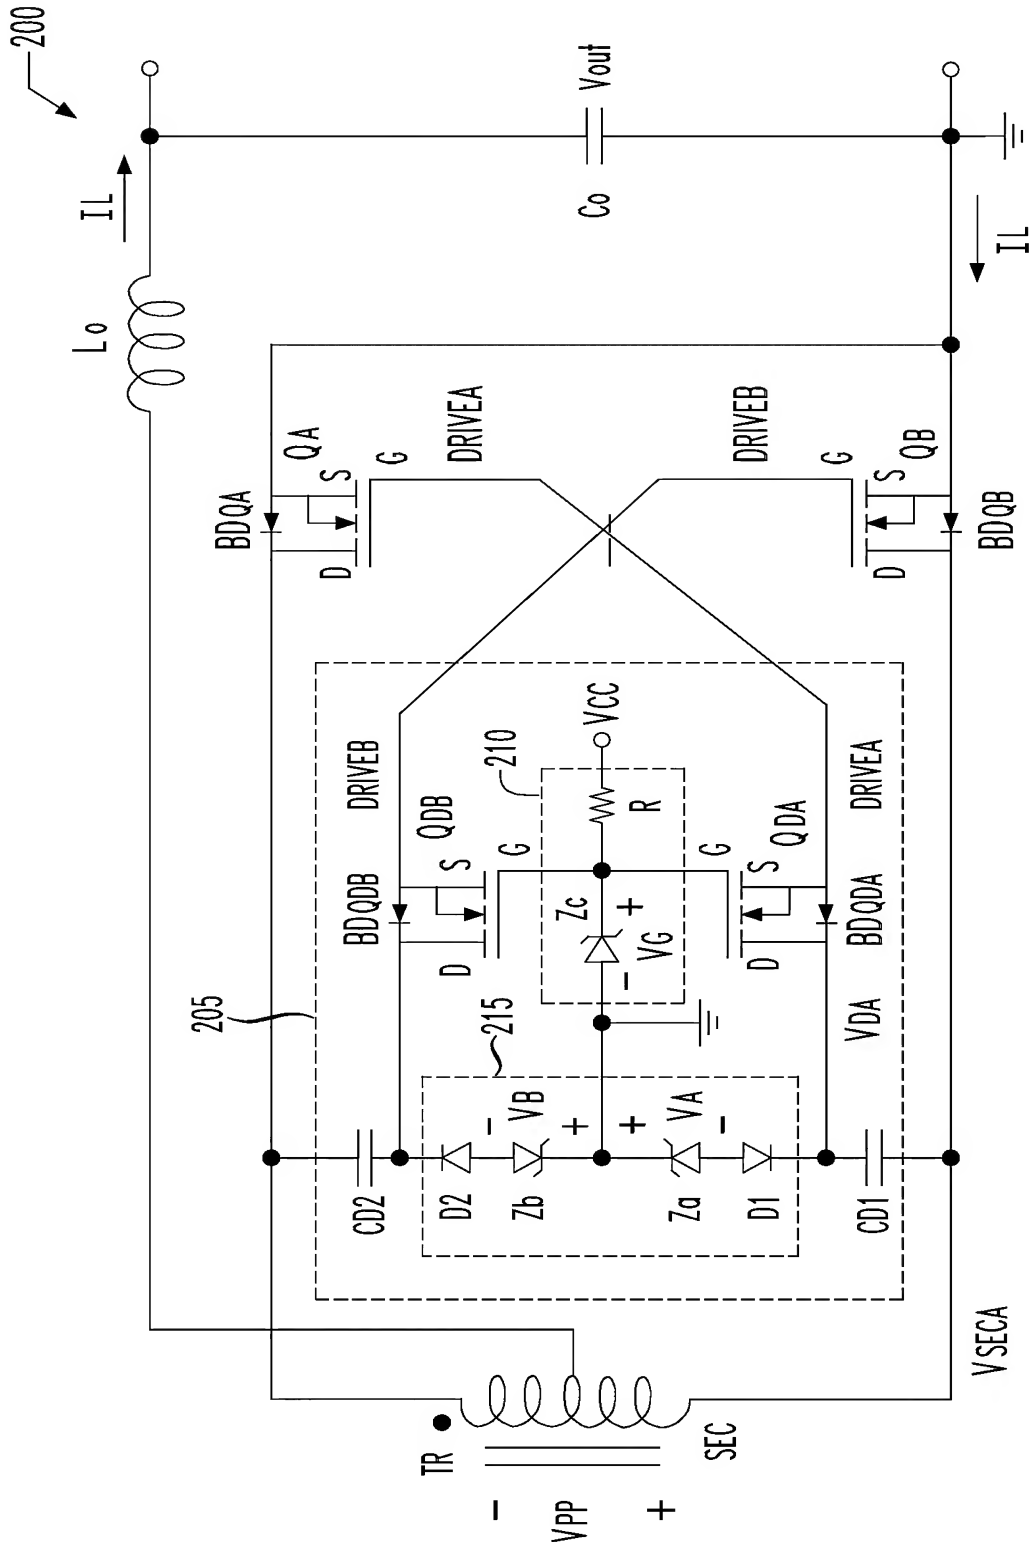 200
IL
Lo
Vout
Co
IL
QA
BDQA
S
G
D
DRIVEA
DRIVEB
G
QB
S
D
BDQB
205
DRIVEB
QDB
BDQDB
S
G
D
210
VCC
R
Zc
+
VG
-
G
QDA
S
D
BDQDA
DRIVEA
VDA
215
CD2
D2
-
VB
Zb
+
+
VA
Za
-
D1
CD1
VSECA
TR
SEC
-
VPP
+